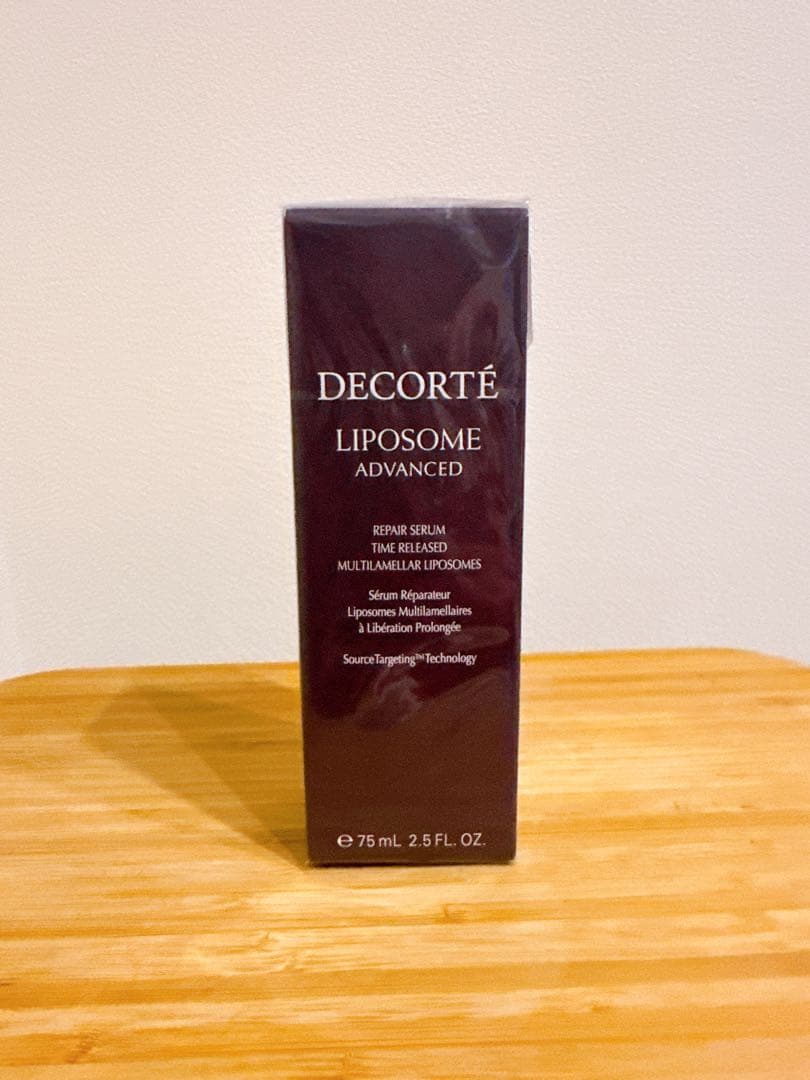 DECORTÉ
LIPOSOME
ADVANCED
REPAIR SERUM
TIME RELEASED
MULTILAMELLAR LIPOSOMES
Sérum Réparateur
Liposomes Multilamellaires
à Libération Prolongée
SourceTargeting™Technology
℮ 75 mL 2.5 FL. OZ.